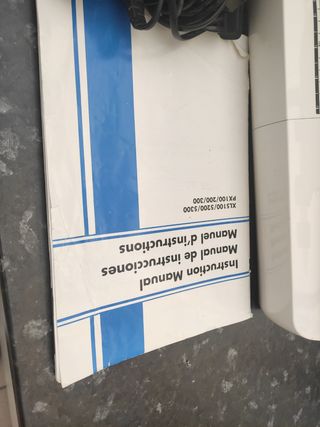 Instruction Manual
Manual de instrucciones
Manuel d'instructions
XL5100/5200/5300
PX100/200/300